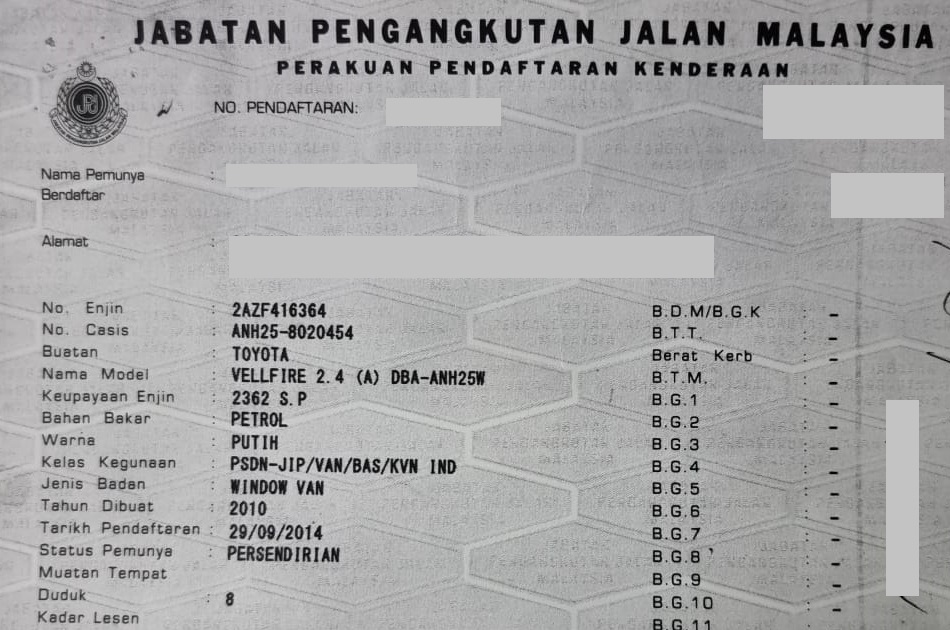 JABATAN PENGANGKUTAN JALAN MALAYSIA
PERAKUAN PENDAFTARAN KENDERAAN
NO. PENDAFTARAN:
Nama Pemunya :
Berdaftar
Alamat :
No. Enjin : 2AZF416364 B.D.M/B.G.K : -
No. Casis : ANH25-8020454 B.T.T. : -
Buatan : TOYOTA Berat Kerb : -
Nama Model : VELLFIRE 2.4 (A) DBA-ANH25W B.T.M. : -
Keupayaan Enjin : 2362 S.P B.G.1 : -
Bahan Bakar : PETROL B.G.2 : -
Warna : PUTIH B.G.3 : -
Kelas Kegunaan : PSDN-JIP/VAN/BAS/KVN IND B.G.4 : -
Jenis Badan : WINDOW VAN B.G.5 : -
Tahun Dibuat : 2010 B.G.6 : -
Tarikh Pendaftaran : 29/09/2014 B.G.7 : -
Status Pemunya : PERSENDIRIAN B.G.8 : -
Muatan Tempat B.G.9 : -
Duduk : 8 B.G.10 : -
Kadar Lesen B.G.11